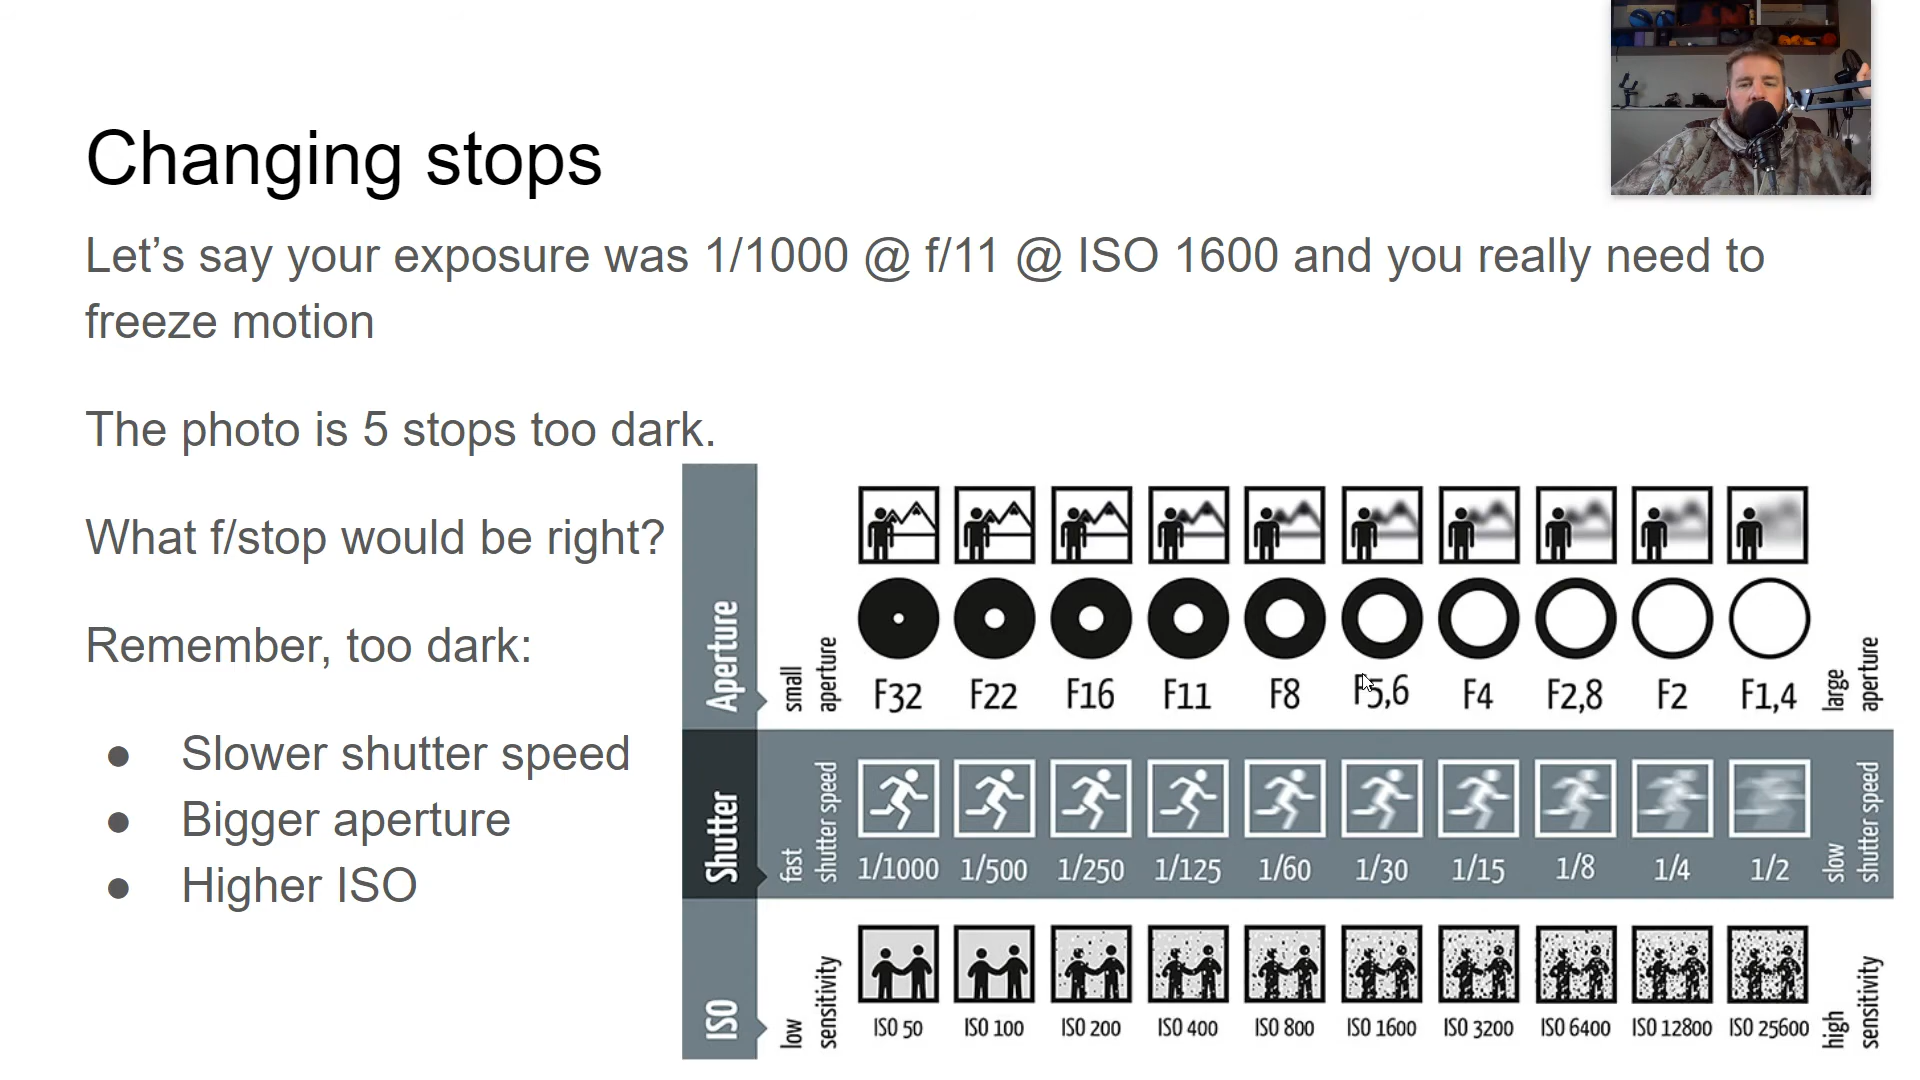 Changing stops
Let’s say your exposure was 1/1000 @ f/11 @ ISO 1600 and you really need to
freeze motion
The photo is 5 stops too dark.
What f/stop would be right?
Remember, too dark:
● Slower shutter speed
● Bigger aperture
● Higher ISO
Aperture
small
aperture
F32 F22 F16 F11 F8 F5,6 F4 F2,8 F2 F1,4
large
aperture
Shutter
fast
shutter speed
1/1000 1/500 1/250 1/125 1/60 1/30 1/15 1/8 1/4 1/2
slow
shutter speed
ISO
low
sensitivity
ISO 50 ISO 100 ISO 200 ISO 400 ISO 800 ISO 1600 ISO 3200 ISO 6400 ISO 12800 ISO 25600
high
sensitivity